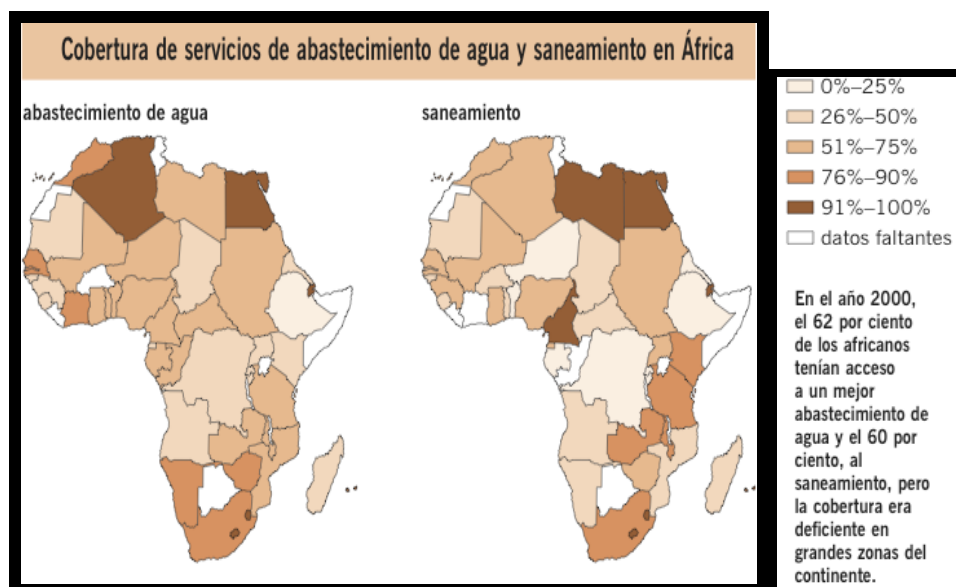 Cobertura de servicios de abastecimiento de agua y saneamiento en África
abastecimiento de agua
saneamiento
0%–25%
26%–50%
51%–75%
76%–90%
91%–100%
datos faltantes
En el año 2000,
el 62 por ciento
de los africanos
tenían acceso
a un mejor
abastecimiento de
agua y el 60 por
ciento, al
saneamiento, pero
la cobertura era
deficiente en
grandes zonas del
continente.